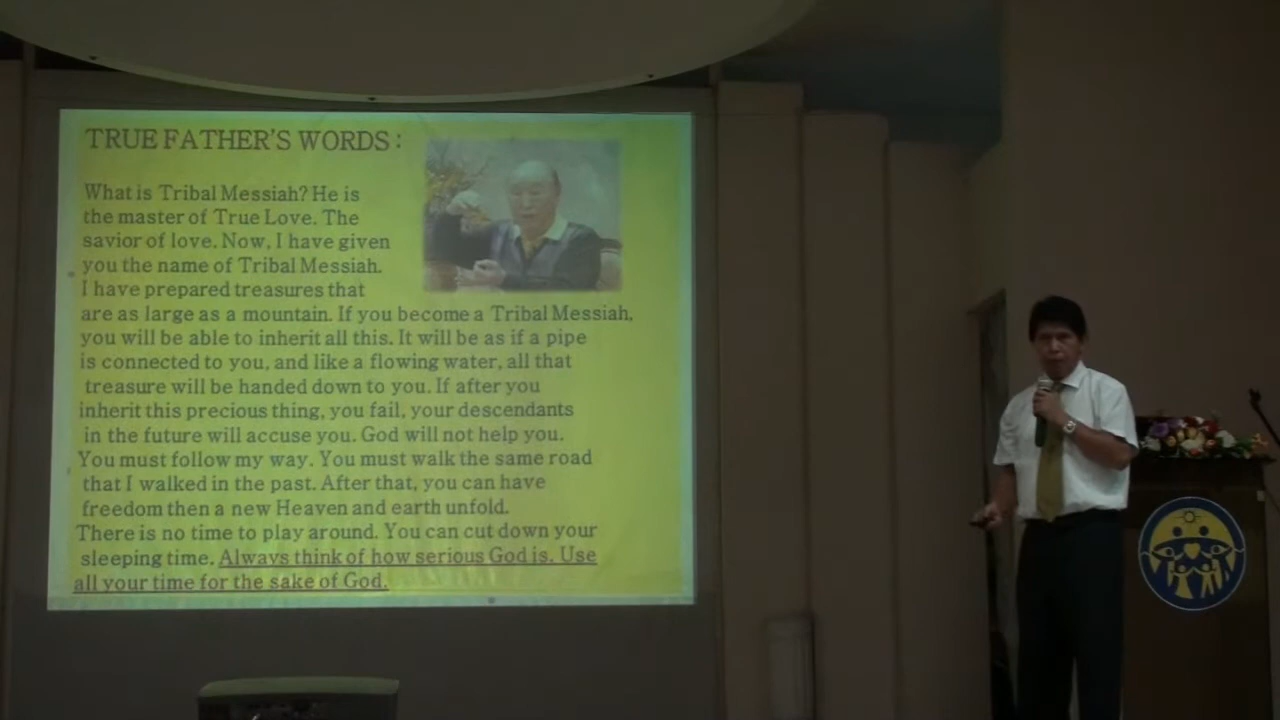 TRUE FATHER'S WORDS :
What is Tribal Messiah? He is
the master of True Love. The
savior of love. Now, I have given
you the name of Tribal Messiah.
I have prepared treasures that
are as large as a mountain. If you become a Tribal Messiah,
you will be able to inherit all this. It will be as if a pipe
is connected to you, and like a flowing water, all that
treasure will be handed down to you. If after you
inherit this precious thing, you fail, your descendants
in the future will accuse you. God will not help you.
You must follow my way. You must walk the same road
that I walked in the past. After that, you can have
freedom then a new Heaven and earth unfold.
There is no time to play around. You can cut down your
sleeping time. Always think of how serious God is. Use
all your time for the sake of God.